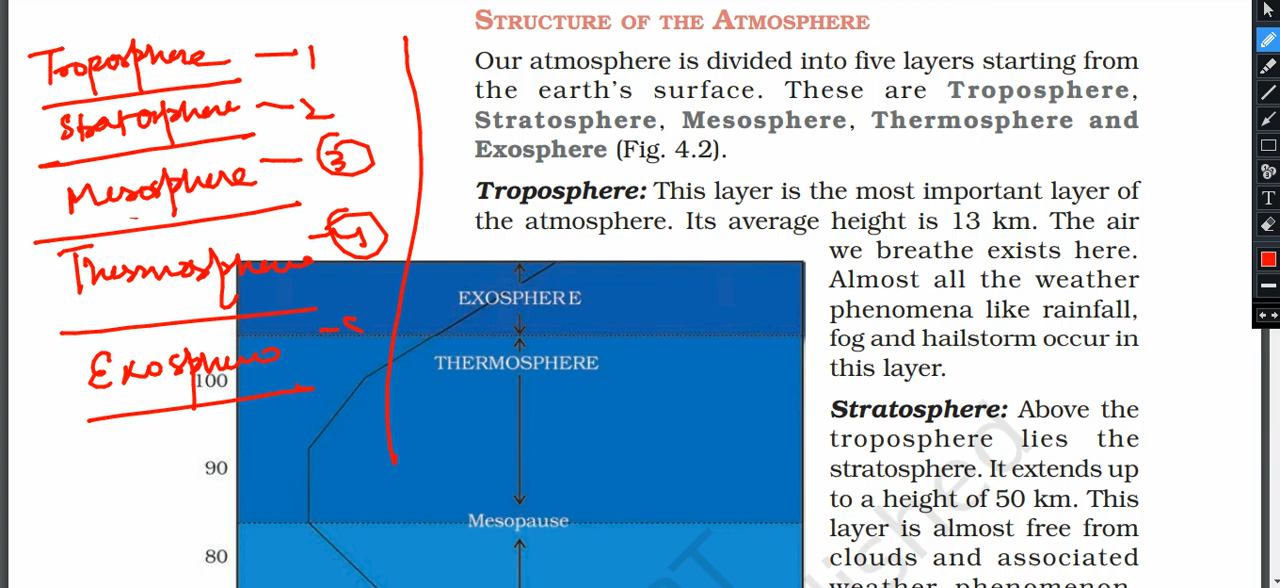 STRUCTURE OF THE ATMOSPHERE
Our atmosphere is divided into five layers starting from
the earth's surface. These are Troposphere,
Stratosphere, Mesosphere, Thermosphere and
Exosphere (Fig. 4.2).
Troposphere: This layer is the most important layer of
the atmosphere. Its average height is 13 km. The air
we breathe exists here.
Almost all the weather
phenomena like rainfall,
fog and hailstorm occur in
this layer.
Stratosphere: Above the
troposphere lies the
stratosphere. It extends up
to a height of 50 km. This
layer is almost free from
clouds and associated
weather phenomenon,
Troposphere - 1
Stratosphere - 2
Mesosphere - 3
Thermosphere - 4
Exosphere - 5
EXOSPHERE
THERMOSPHERE
100
90
Mesopause
80
T